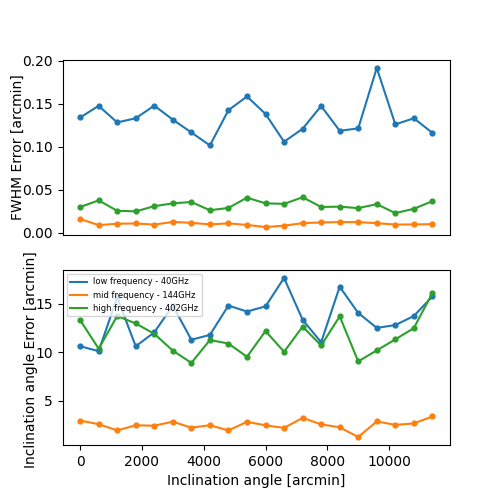 0.20
0.15
0.10
0.05
0.00
FWHM Error [arcmin]
low frequency - 40GHz
mid frequency - 144GHz
high frequency - 402GHz
15
10
5
Inclination angle Error [arcmin]
0 2000 4000 6000 8000 10000
Inclination angle [arcmin]